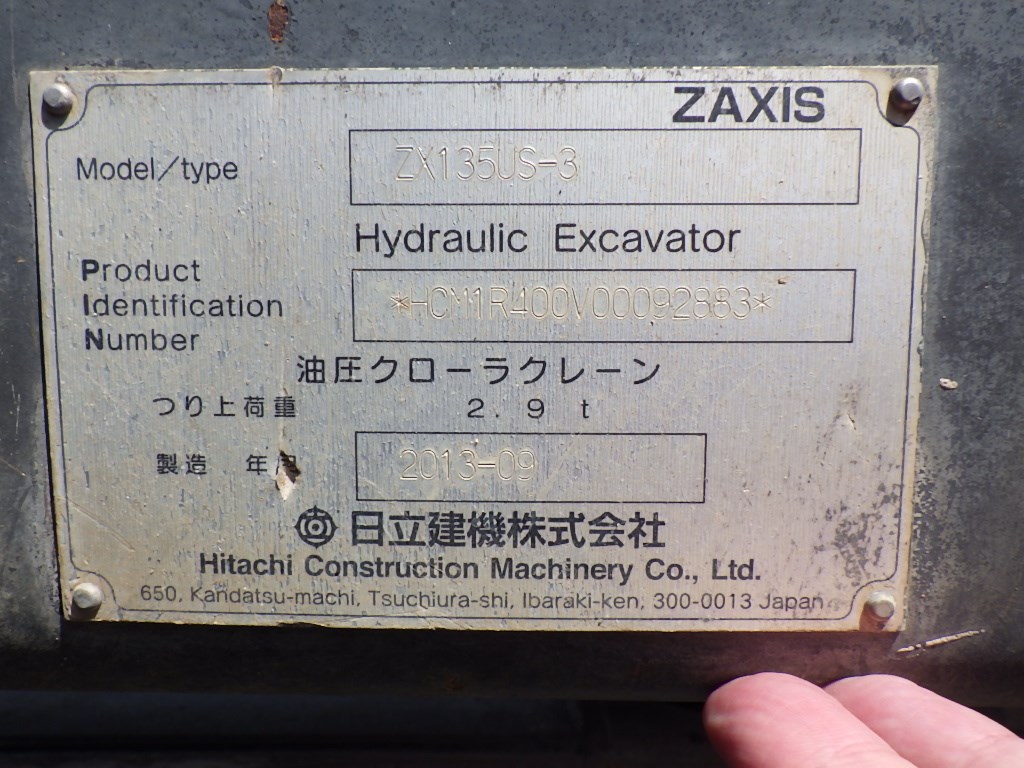 ZAXIS
Model/type ZX135US-3
Hydraulic Excavator
Product
Identification *HCM1R400V00092883*
Number
油圧クローラクレーン
つり上荷重 2.9 t
製造 年月 2013-09
日立建機株式会社
Hitachi Construction Machinery Co., Ltd.
650, Kandatsu-machi, Tsuchiura-shi, Ibaraki-ken, 300-0013 Japan